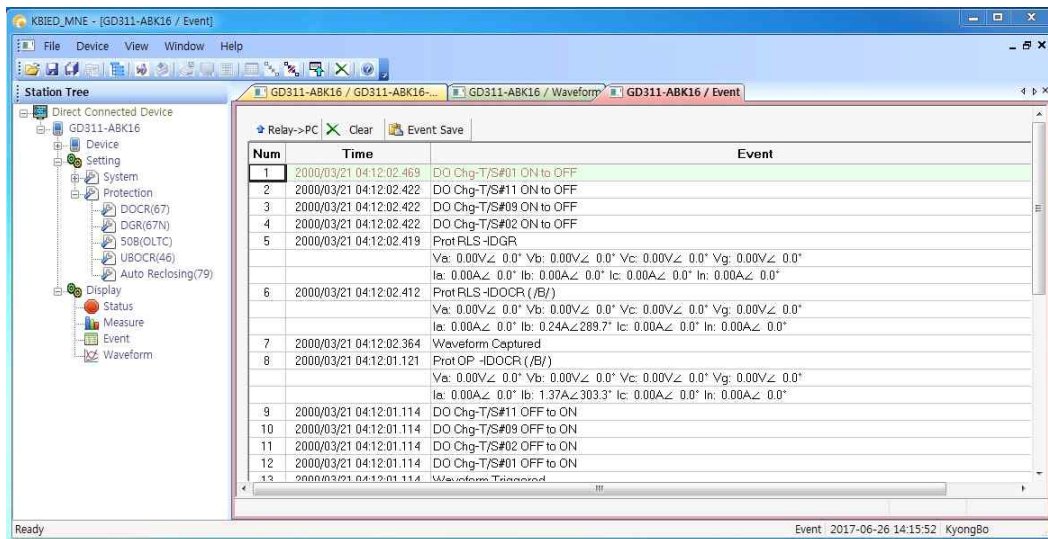 KBIED_MNE - [GD311-ABK16 / Event]
File Device View Window Help
Station Tree
GD311-ABK16 / GD311-ABK16-... GD311-ABK16 / Waveform GD311-ABK16 / Event
Direct Connected Device
GD311-ABK16
Device
Setting
System
Protection
DOCR(67)
DGR(67N)
50B(OLTC)
UBOCR(46)
Auto Reclosing(79)
Display
Status
Measure
Event
Waveform
Relay->PC Clear Event Save
Num Time Event
1 2000/03/21 04:12:02.469 DO Chg-T/S#01 ON to OFF
2 2000/03/21 04:12:02.422 DO Chg-T/S#11 ON to OFF
3 2000/03/21 04:12:02.422 DO Chg-T/S#09 ON to OFF
4 2000/03/21 04:12:02.422 DO Chg-T/S#02 ON to OFF
5 2000/03/21 04:12:02.419 Prot RLS -IDGR
Va: 0.00V∠ 0.0° Vb: 0.00V∠ 0.0° Vc: 0.00V∠ 0.0° Vg: 0.00V∠ 0.0°
Ia: 0.00A∠ 0.0° Ib: 0.00A∠ 0.0° Ic: 0.00A∠ 0.0° In: 0.00A∠ 0.0°
6 2000/03/21 04:12:02.412 Prot RLS -IDOCR (/B/)
Va: 0.00V∠ 0.0° Vb: 0.00V∠ 0.0° Vc: 0.00V∠ 0.0° Vg: 0.00V∠ 0.0°
Ia: 0.00A∠ 0.0° Ib: 0.24A∠289.7° Ic: 0.00A∠ 0.0° In: 0.00A∠ 0.0°
7 2000/03/21 04:12:02.364 Waveform Captured
8 2000/03/21 04:12:01.121 Prot OP -IDOCR (/B/)
Va: 0.00V∠ 0.0° Vb: 0.00V∠ 0.0° Vc: 0.00V∠ 0.0° Vg: 0.00V∠ 0.0°
Ia: 0.00A∠ 0.0° Ib: 1.37A∠303.3° Ic: 0.00A∠ 0.0° In: 0.00A∠ 0.0°
9 2000/03/21 04:12:01.114 DO Chg-T/S#11 OFF to ON
10 2000/03/21 04:12:01.114 DO Chg-T/S#09 OFF to ON
11 2000/03/21 04:12:01.114 DO Chg-T/S#02 OFF to ON
12 2000/03/21 04:12:01.114 DO Chg-T/S#01 OFF to ON
13 2000/03/21 04:12:01.114 Waveform Triggered
Ready Event 2017-06-26 14:15:52 KyongBo